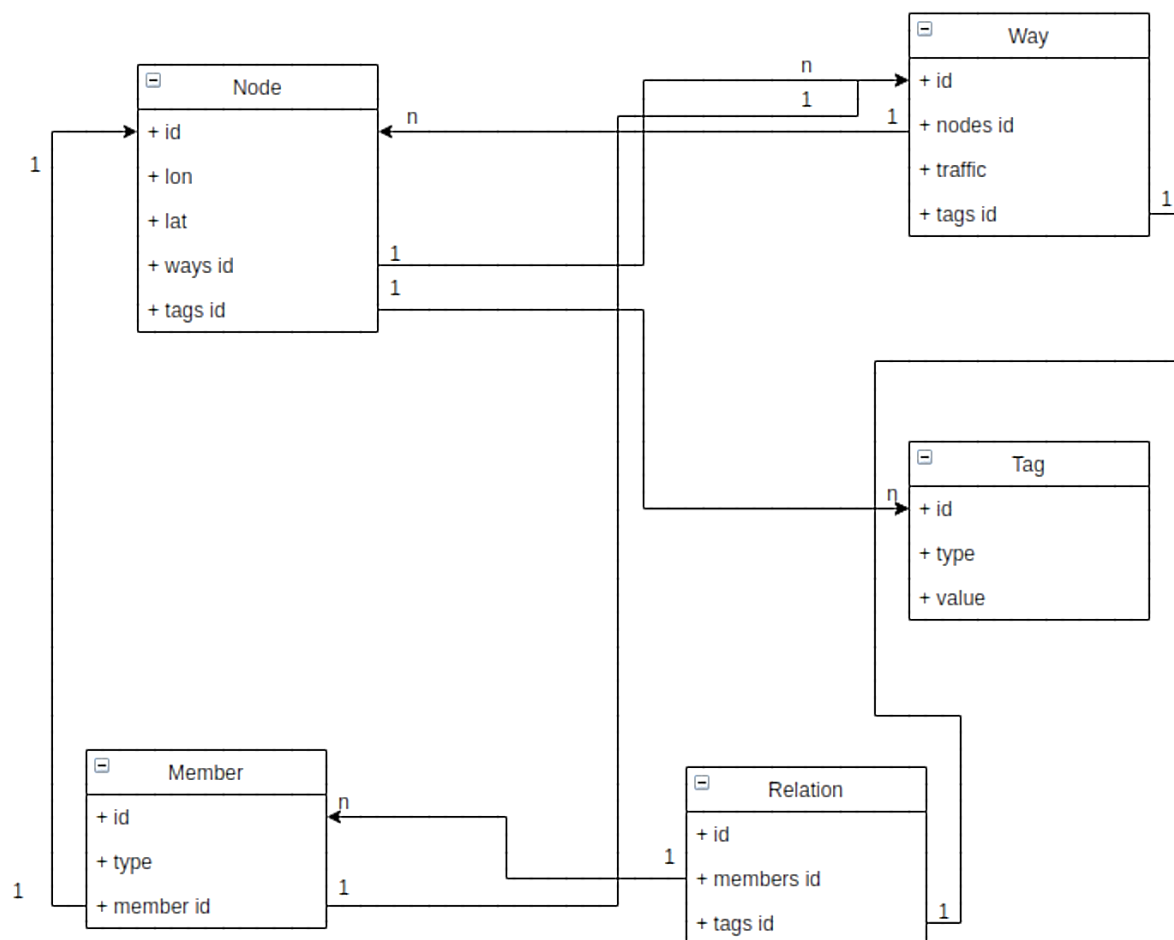 Way
n
Node
+ id
1
1
+ nodes id
n
+ id
1
+ lon
+ traffic
+ lat
+ tags id
1
1
+ ways id
1
+ tags id
Tag
n
+ id
+ type
+ value
Member
Relation
n
+ id
+ id
1
+ type
+ members id
1
1
+ member id
1
+ tags id